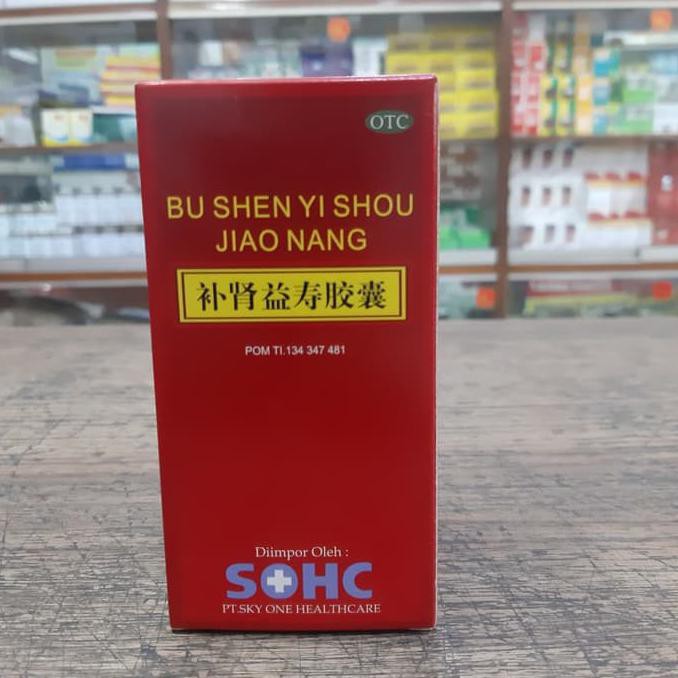 OTC
BU SHEN YI SHOU
JIAO NANG
补肾益寿胶囊
POM TI.134 347 481
Diimpor Oleh :
SOHC
PT.SKY ONE HEALTHCARE